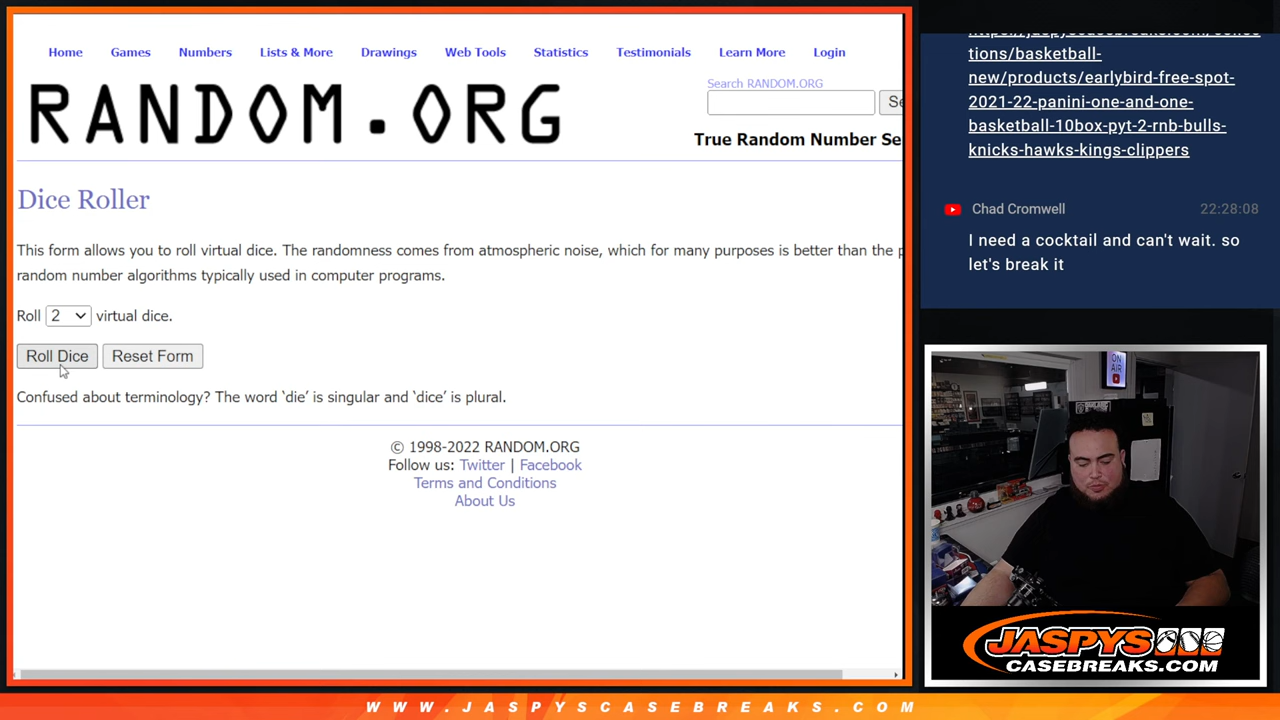 Home Games Numbers Lists & More Drawings Web Tools Statistics Testimonials Learn More Login
Search RANDOM.ORG
RANDOM.ORG
Se
True Random Number Se
Dice Roller
This form allows you to roll virtual dice. The randomness comes from atmospheric noise, which for many purposes is better than the p
random number algorithms typically used in computer programs.
Roll 2 virtual dice.
Roll Dice Reset Form
Confused about terminology? The word ‘die’ is singular and ‘dice’ is plural.
© 1998-2022 RANDOM.ORG
Follow us: Twitter | Facebook
Terms and Conditions
About Us
tions/basketball-
new/products/earlybird-free-spot-
2021-22-panini-one-and-one-
basketball-10box-pyt-2-rnb-bulls-
knicks-hawks-kings-clippers
Chad Cromwell 22:28:08
I need a cocktail and can't wait. so
let's break it
ON
AIR
JASPYS
CASEBREAKS.COM
WWW.JASPYSCASEBREAKS.COM